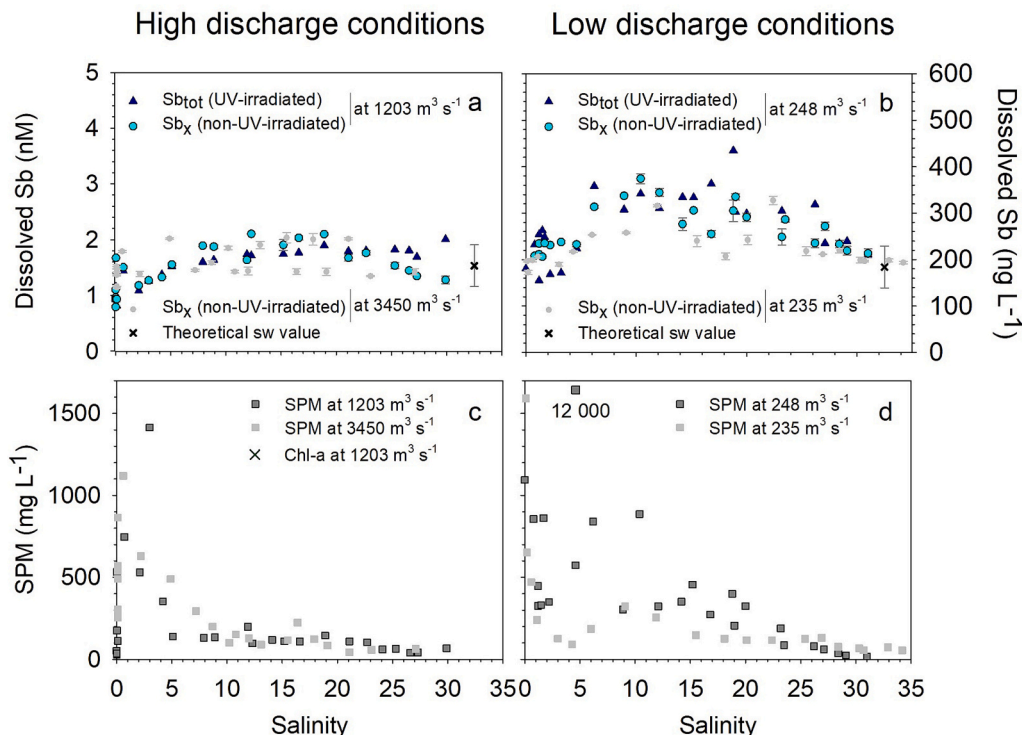 High discharge conditions
Low discharge conditions
5
4
3
2
1
0
Dissolved Sb (nM)
Sbtot (UV-irradiated)
Sbx (non-UV-irradiated)
at 1203 m³ s⁻¹
a
Sbx (non-UV-irradiated)
at 3450 m³ s⁻¹
Theoretical sw value
Sbtot (UV-irradiated)
Sbx (non-UV-irradiated)
at 248 m³ s⁻¹
b
Sbx (non-UV-irradiated)
at 235 m³ s⁻¹
Theoretical sw value
600
500
400
300
200
100
0
Dissolved Sb (ng L-1)
1500
1000
500
0
SPM (mg L-1)
SPM at 1203 m³ s⁻¹
SPM at 3450 m³ s⁻¹
Chl-a at 1203 m³ s⁻¹
c
12 000
SPM at 248 m³ s⁻¹
SPM at 235 m³ s⁻¹
d
0 5 10 15 20 25 30 35
0 5 10 15 20 25 30 35
Salinity
Salinity